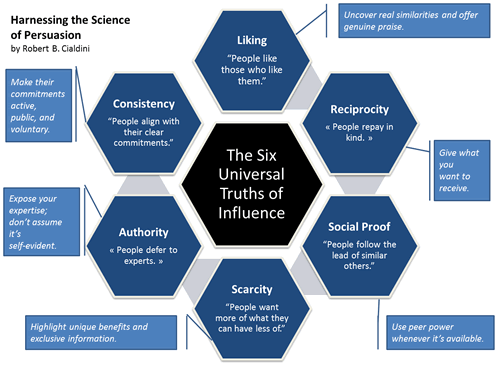 Harnessing the Science
of Persuasion
by Robert B. Cialdini
Uncover real similarities and offer
genuine praise.
Liking
"People like
those who like
them."
Make their
commitments
active,
public, and
voluntary.
Consistency
"People align with
their clear
commitments."
Reciprocity
« People repay in
kind. »
Give what
you
want to
receive.
The Six
Universal
Truths of
Influence
Expose your
expertise;
don't assume
it's
self-evident.
Authority
« People defer to
experts. »
Social Proof
"People follow the
lead of similar
others."
Scarcity
"People want
more of what they
can have less of."
Highlight unique benefits and
exclusive information.
Use peer power
whenever it's available.